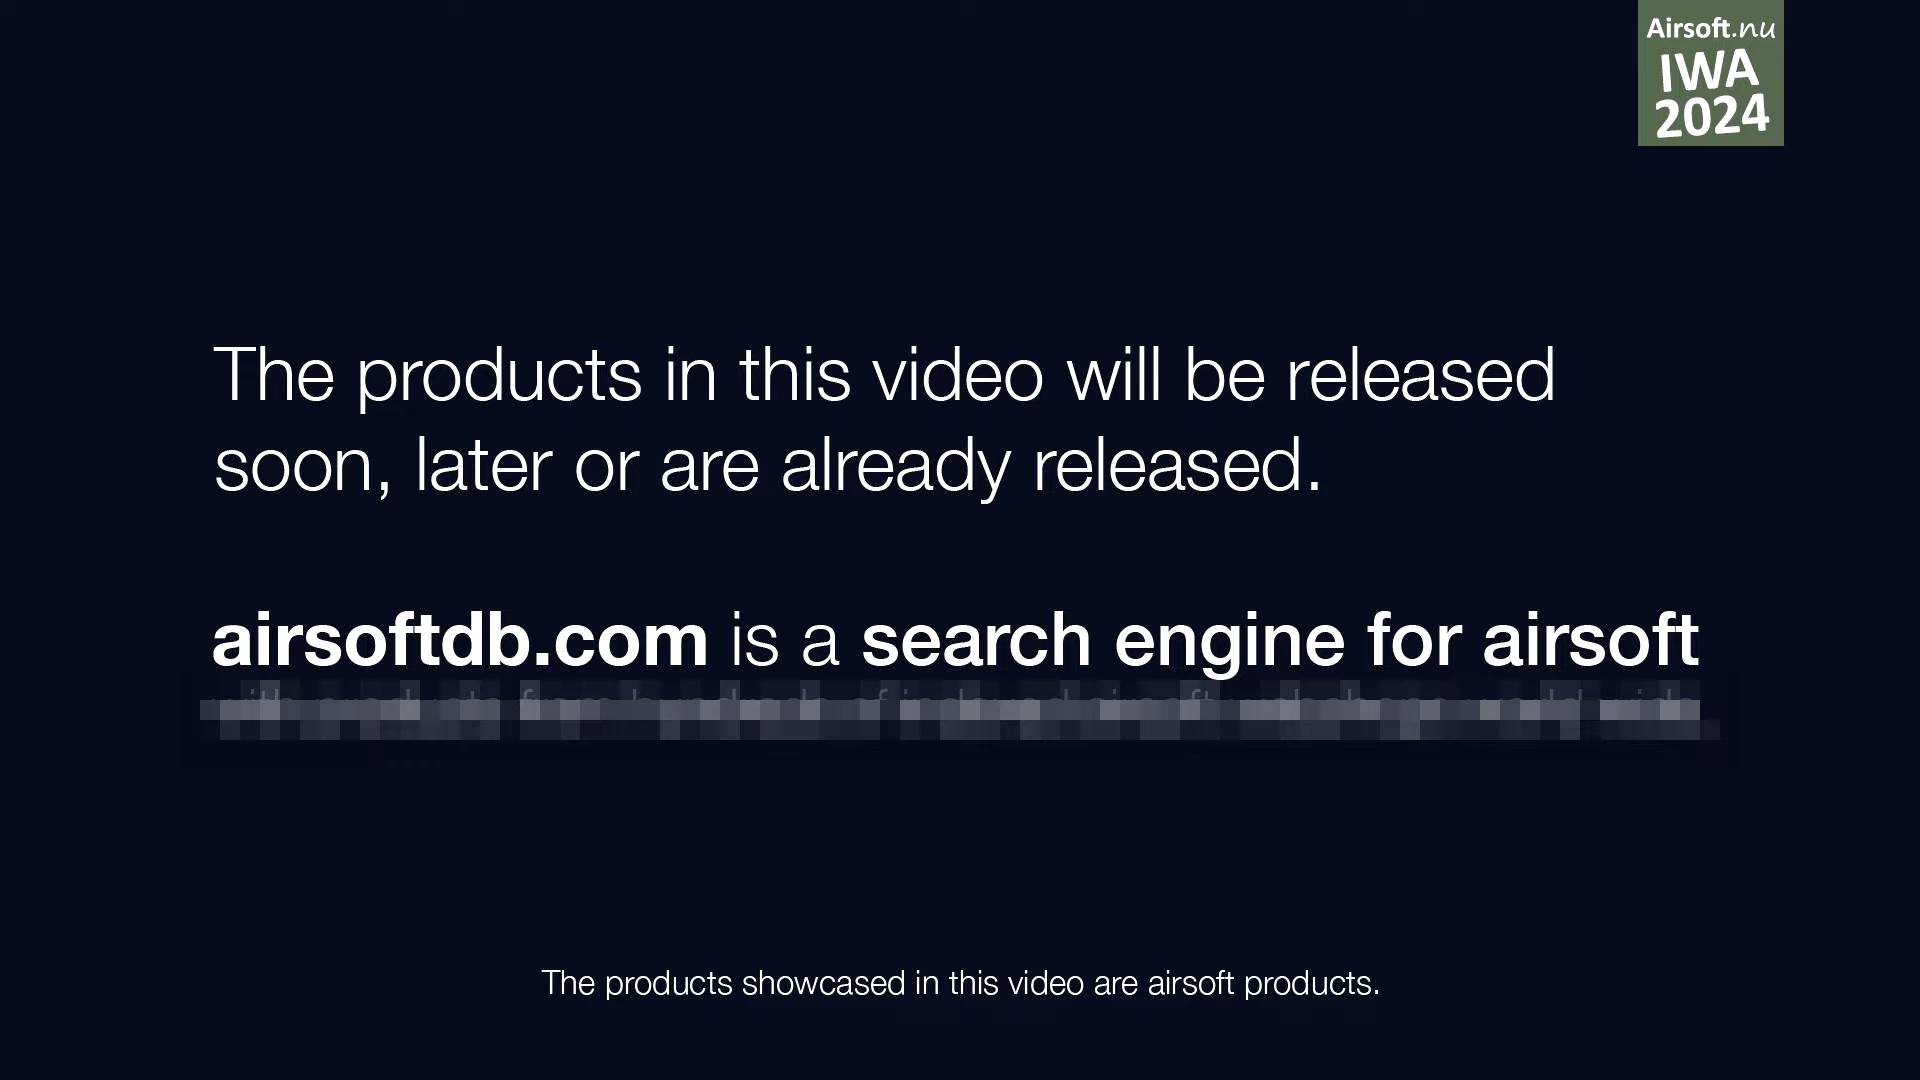 Airsoft.nu
IWA
2024
The products in this video will be released
soon, later or are already released.
airsoftdb.com is a search engine for airsoft
The products showcased in this video are airsoft products.